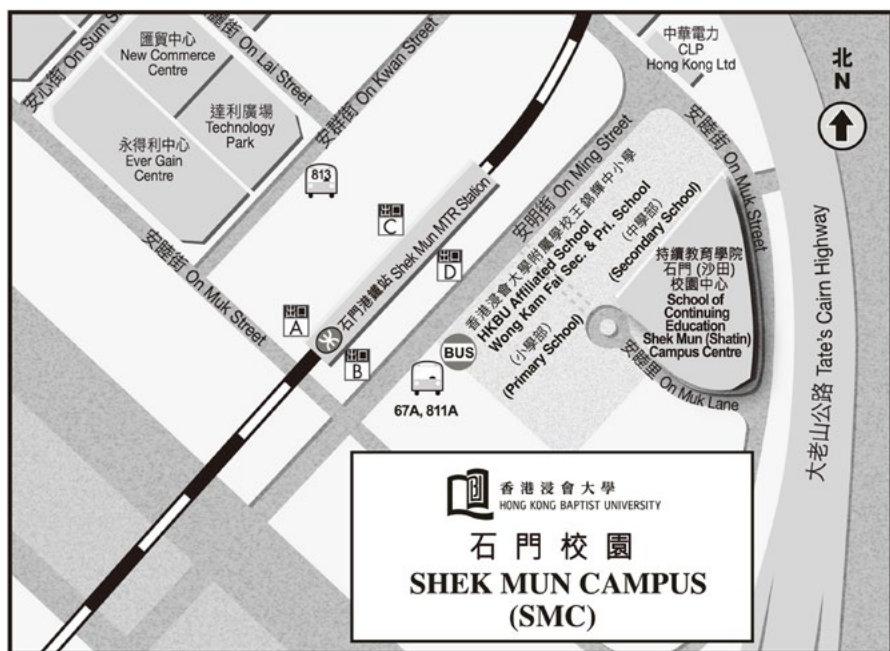 匯貿中心
New Commerce
Centre
安心街 On Sum S
安睦街 On Lai Street
達利廣場
Technology
Park
永得利中心
Ever Gain
Centre
安群街 On Kwan Street
813
安睦街 On Muk Street
出口
C
出口
A
出口
B
出口
D
石門港鐵站 Shek Mun MTR Station
安明街 On Ming Street
BUS
67A, 811A
香港浸會大學附屬學校王錦輝中小學
HKBU Affiliated School
Wong Kam Fai Sec. & Pri. School
(小學部)
(Primary School)
(中學部)
(Secondary School)
中華電力
CLP
Hong Kong Ltd
安睦街 On Muk Street
持續教育學院
石門 (沙田)
校園中心
School of
Continuing
Education
Shek Mun (Shatin)
Campus Centre
安睦里 On Muk Lane
大老山公路 Tate's Cairn Highway
北
N
香港浸會大學
HONG KONG BAPTIST UNIVERSITY
石門校園
SHEK MUN CAMPUS
(SMC)